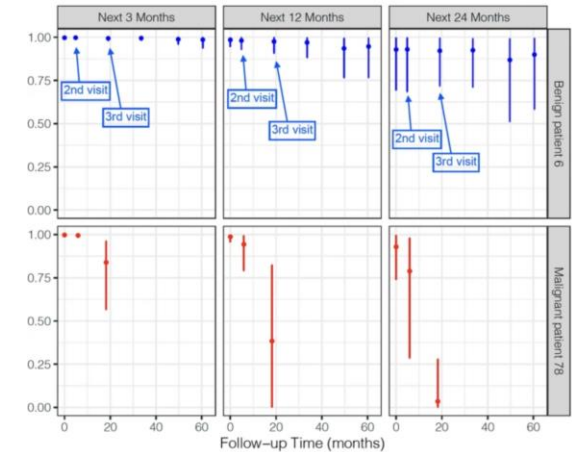 Next 3 Months
Next 12 Months
Next 24 Months
1.00
0.75
0.50
0.25
0.00
2nd visit
3rd visit
2nd visit
3rd visit
2nd visit
3rd visit
Benign patient 6
1.00
0.75
0.50
0.25
0.00
Malignant patient 78
0 20 40 60 0 20 40 60 0 20 40 60
Follow-up Time (months)